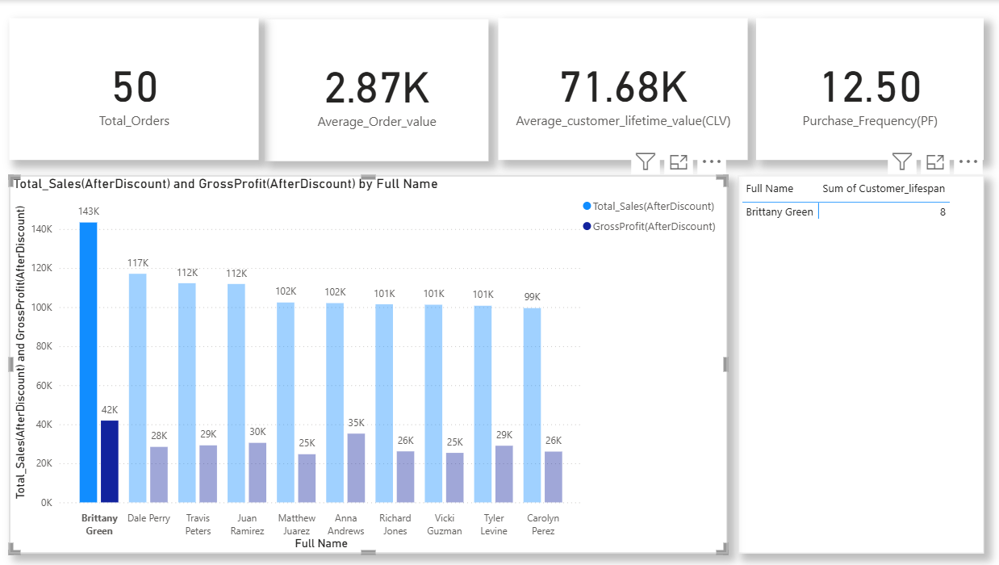 50
Total_Orders
2.87K
Average_Order_value
71.68K
Average_customer_lifetime_value(CLV)
12.50
Purchase_Frequency(PF)
Total_Sales(AfterDiscount) and GrossProfit(AfterDiscount) by Full Name
Total_Sales(AfterDiscount)
GrossProfit(AfterDiscount)
Total_Sales(AfterDiscount) and GrossProfit(AfterDiscount)
140K
120K
100K
80K
60K
40K
20K
0K
143K
42K
117K
28K
112K
29K
112K
30K
102K
25K
102K
35K
101K
26K
101K
25K
101K
29K
99K
26K
Brittany
Green
Dale Perry
Travis
Peters
Juan
Ramirez
Matthew
Juarez
Anna
Andrews
Richard
Jones
Vicki
Guzman
Tyler
Levine
Carolyn
Perez
Full Name
Full Name Sum of Customer_lifespan
Brittany Green 8